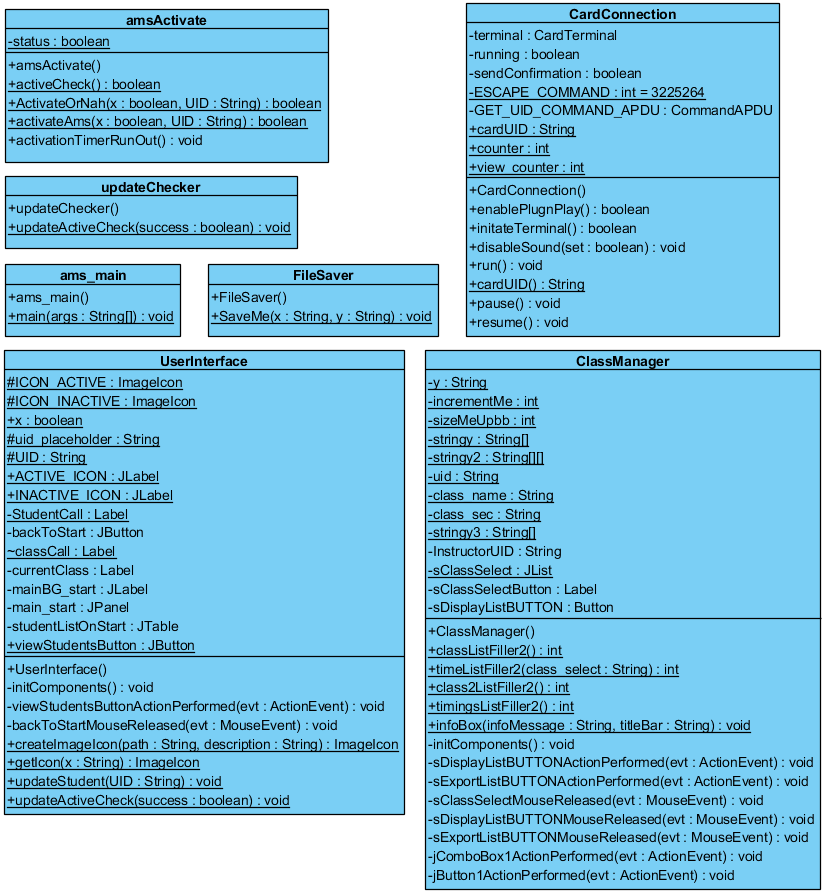 amsActivate
-status : boolean
+amsActivate()
+activeCheck() : boolean
+ActivateOrNah(x : boolean, UID : String) : boolean
+activateAms(x : boolean, UID : String) : boolean
+activationTimerRunOut() : void
CardConnection
-terminal : CardTerminal
-running : boolean
-sendConfirmation : boolean
-ESCAPE_COMMAND : int = 3225264
-GET_UID_COMMAND_APDU : CommandAPDU
+cardUID : String
+counter : int
+view_counter : int
+CardConnection()
+enablePlugnPlay() : boolean
+initateTerminal() : boolean
+disableSound(set : boolean) : void
+run() : void
+cardUID() : String
+pause() : void
+resume() : void
updateChecker
+updateChecker()
+updateActiveCheck(success : boolean) : void
ams_main
+ams_main()
+main(args : String[]) : void
FileSaver
+FileSaver()
+SaveMe(x : String, y : String) : void
UserInterface
#ICON_ACTIVE : ImageIcon
#ICON_INACTIVE : ImageIcon
+x : boolean
#uid_placeholder : String
#UID : String
+ACTIVE_ICON : JLabel
+INACTIVE_ICON : JLabel
-StudentCall : Label
-backToStart : JButton
~classCall : Label
-currentClass : Label
-mainBG_start : JLabel
-main_start : JPanel
-studentListOnStart : JTable
+viewStudentsButton : JButton
+UserInterface()
-initComponents() : void
-viewStudentsButtonActionPerformed(evt : ActionEvent) : void
-backToStartMouseReleased(evt : MouseEvent) : void
+createImageIcon(path : String, description : String) : ImageIcon
+getIcon(x : String) : ImageIcon
+updateStudent(UID : String) : void
+updateActiveCheck(success : boolean) : void
ClassManager
-y : String
-incrementMe : int
-sizeMeUpbb : int
-stringy : String[]
-stringy2 : String[][]
-uid : String
-class_name : String
-class_sec : String
-stringy3 : String[]
-InstructorUID : String
-sClassSelect : JList
-sClassSelectButton : Label
-sDisplayListBUTTON : Button
+ClassManager()
+classListFiller2() : int
+timeListFiller2(class_select : String) : int
+class2ListFiller2() : int
+timingsListFiller2() : int
+infoBox(infoMessage : String, titleBar : String) : void
-initComponents() : void
-sDisplayListBUTTONActionPerformed(evt : ActionEvent) : void
-sExportListBUTTONActionPerformed(evt : ActionEvent) : void
-sClassSelectMouseReleased(evt : MouseEvent) : void
-sDisplayListBUTTONMouseReleased(evt : MouseEvent) : void
-sExportListBUTTONMouseReleased(evt : MouseEvent) : void
-jComboBox1ActionPerformed(evt : ActionEvent) : void
-jButton1ActionPerformed(evt : ActionEvent) : void